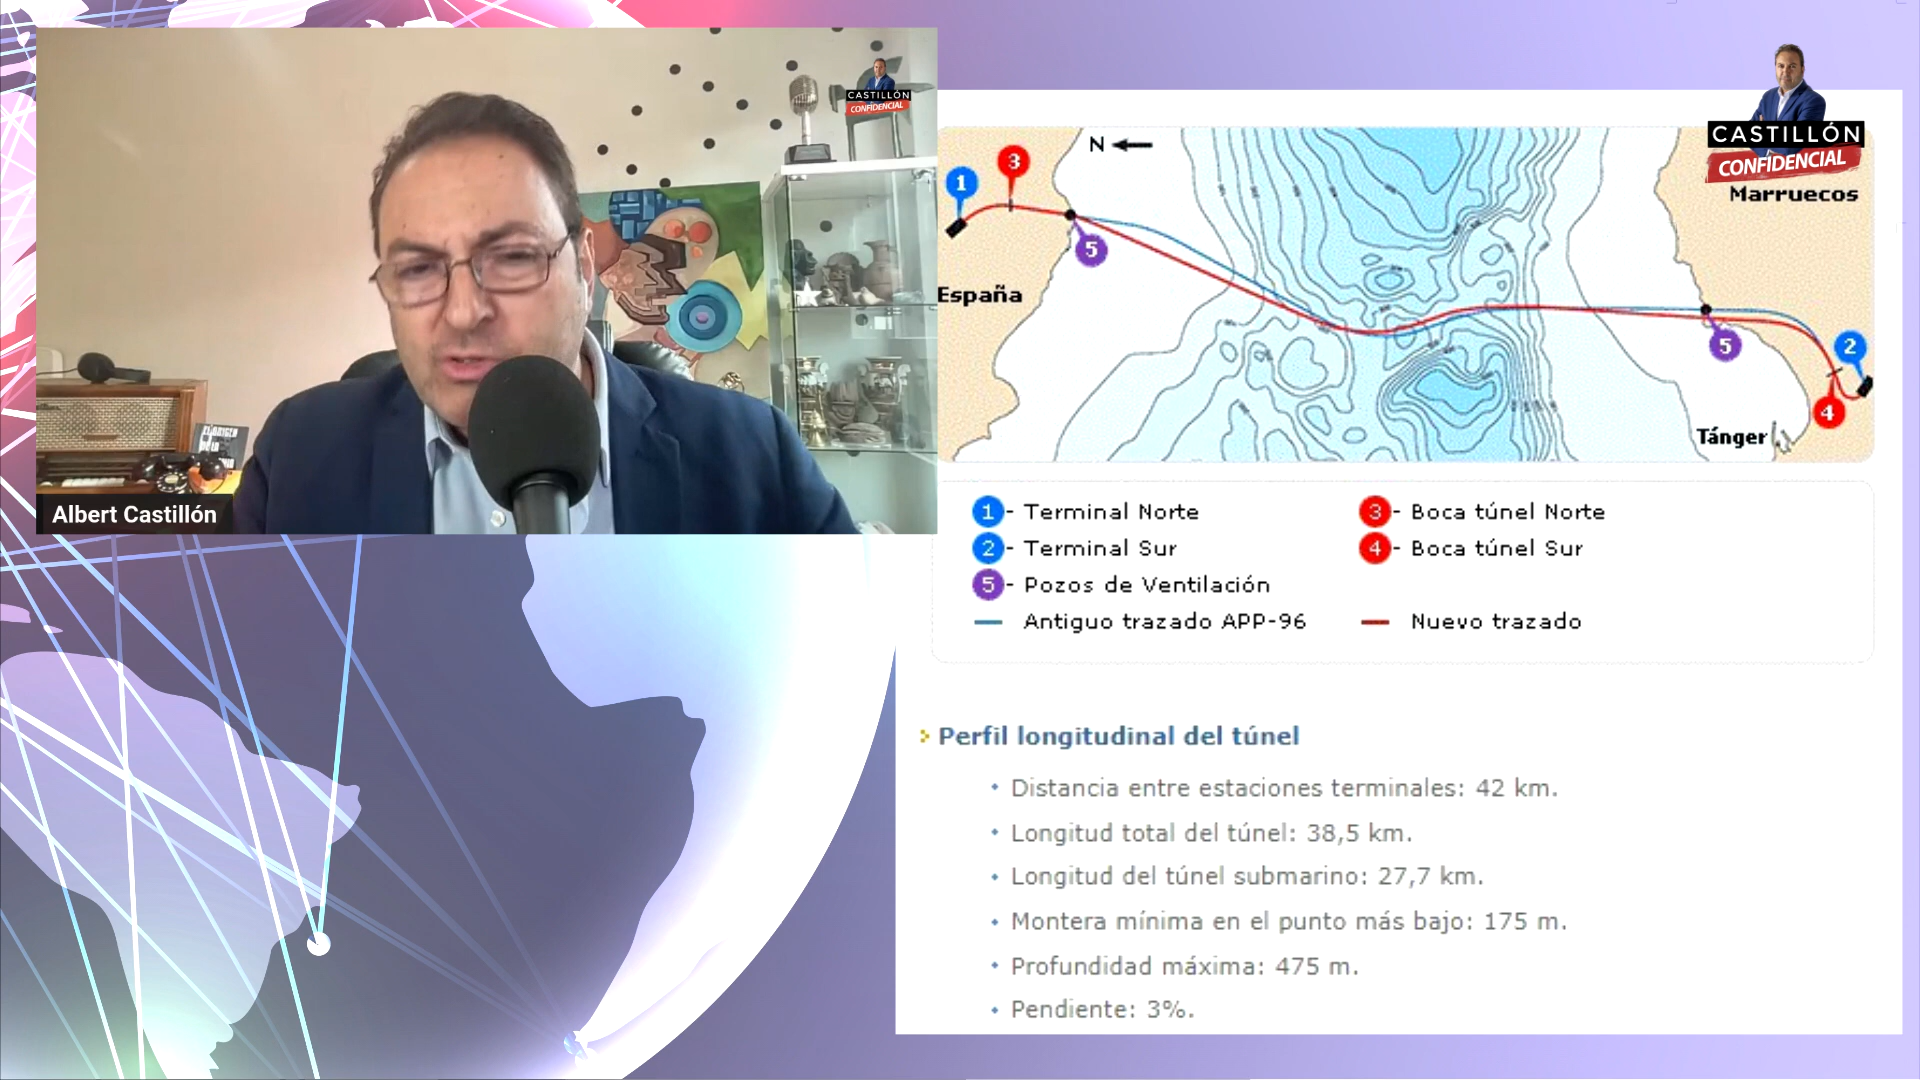 CASTILLÓN
CONFIDENCIAL
Albert Castillón
CASTILLÓN
CONFIDENCIAL
N
1
3
5
España
Marruecos
5
2
4
Tánger
1 - Terminal Norte
3 - Boca túnel Norte
2 - Terminal Sur
4 - Boca túnel Sur
5 - Pozos de Ventilación
Antiguo trazado APP-96
Nuevo trazado
Perfil longitudinal del túnel
Distancia entre estaciones terminales: 42 km.
Longitud total del túnel: 38,5 km.
Longitud del túnel submarino: 27,7 km.
Montera mínima en el punto más bajo: 175 m.
Profundidad máxima: 475 m.
Pendiente: 3%.